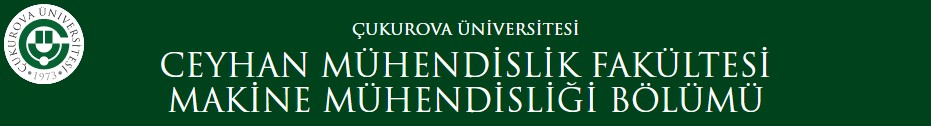 ÇUKUROVA ÜNİVERSİTESİ
ÇUKUROVA ÜNİVERSİTESİ
CEYHAN MÜHENDİSLİK FAKÜLTESİ
MAKİNE MÜHENDİSLİĞİ BÖLÜMÜ
1973